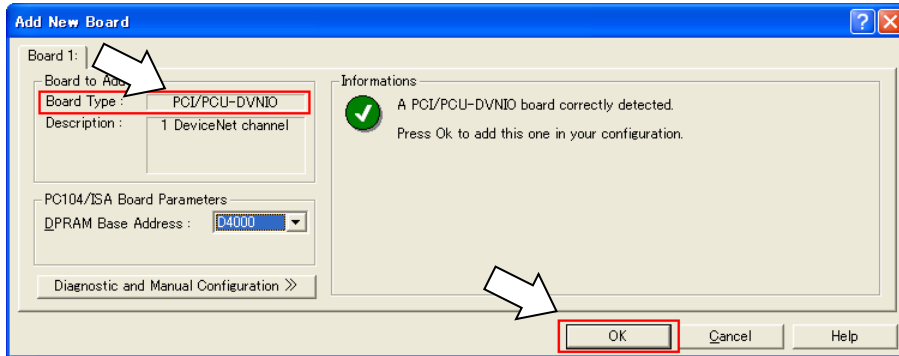 Add New Board
Board 1:
Board to Add
Board Type : PCI/PCU-DVNIO
Description : 1 DeviceNet channel
PC104/ISA Board Parameters
DPRAM Base Address : D4000
Diagnostic and Manual Configuration >>
Informations
A PCI/PCU-DVNIO board correctly detected.
Press Ok to add this one in your configuration.
OK Cancel Help